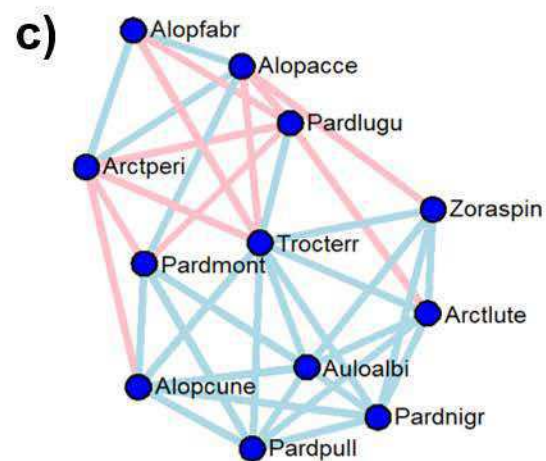 c)
Alopfabr
Alopacce
Pardlugu
Arctperi
Zoraspin
Trocterr
Pardmont
Arctlute
Auloalbi
Alopcune
Pardnigr
Pardpull